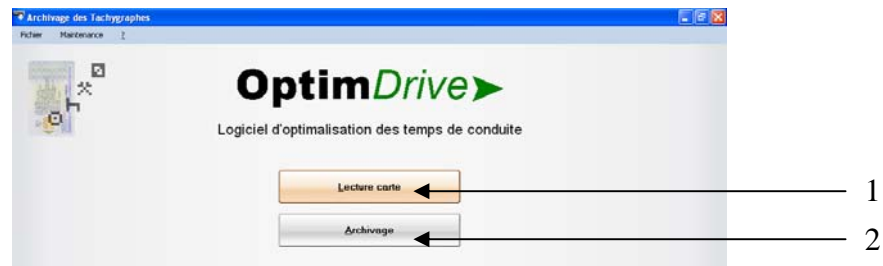 Archivage des Tachygraphes
Fichier Maintenance ?
OptimDrive
Logiciel d'optimalisation des temps de conduite
Lecture carte 1
Archivage 2